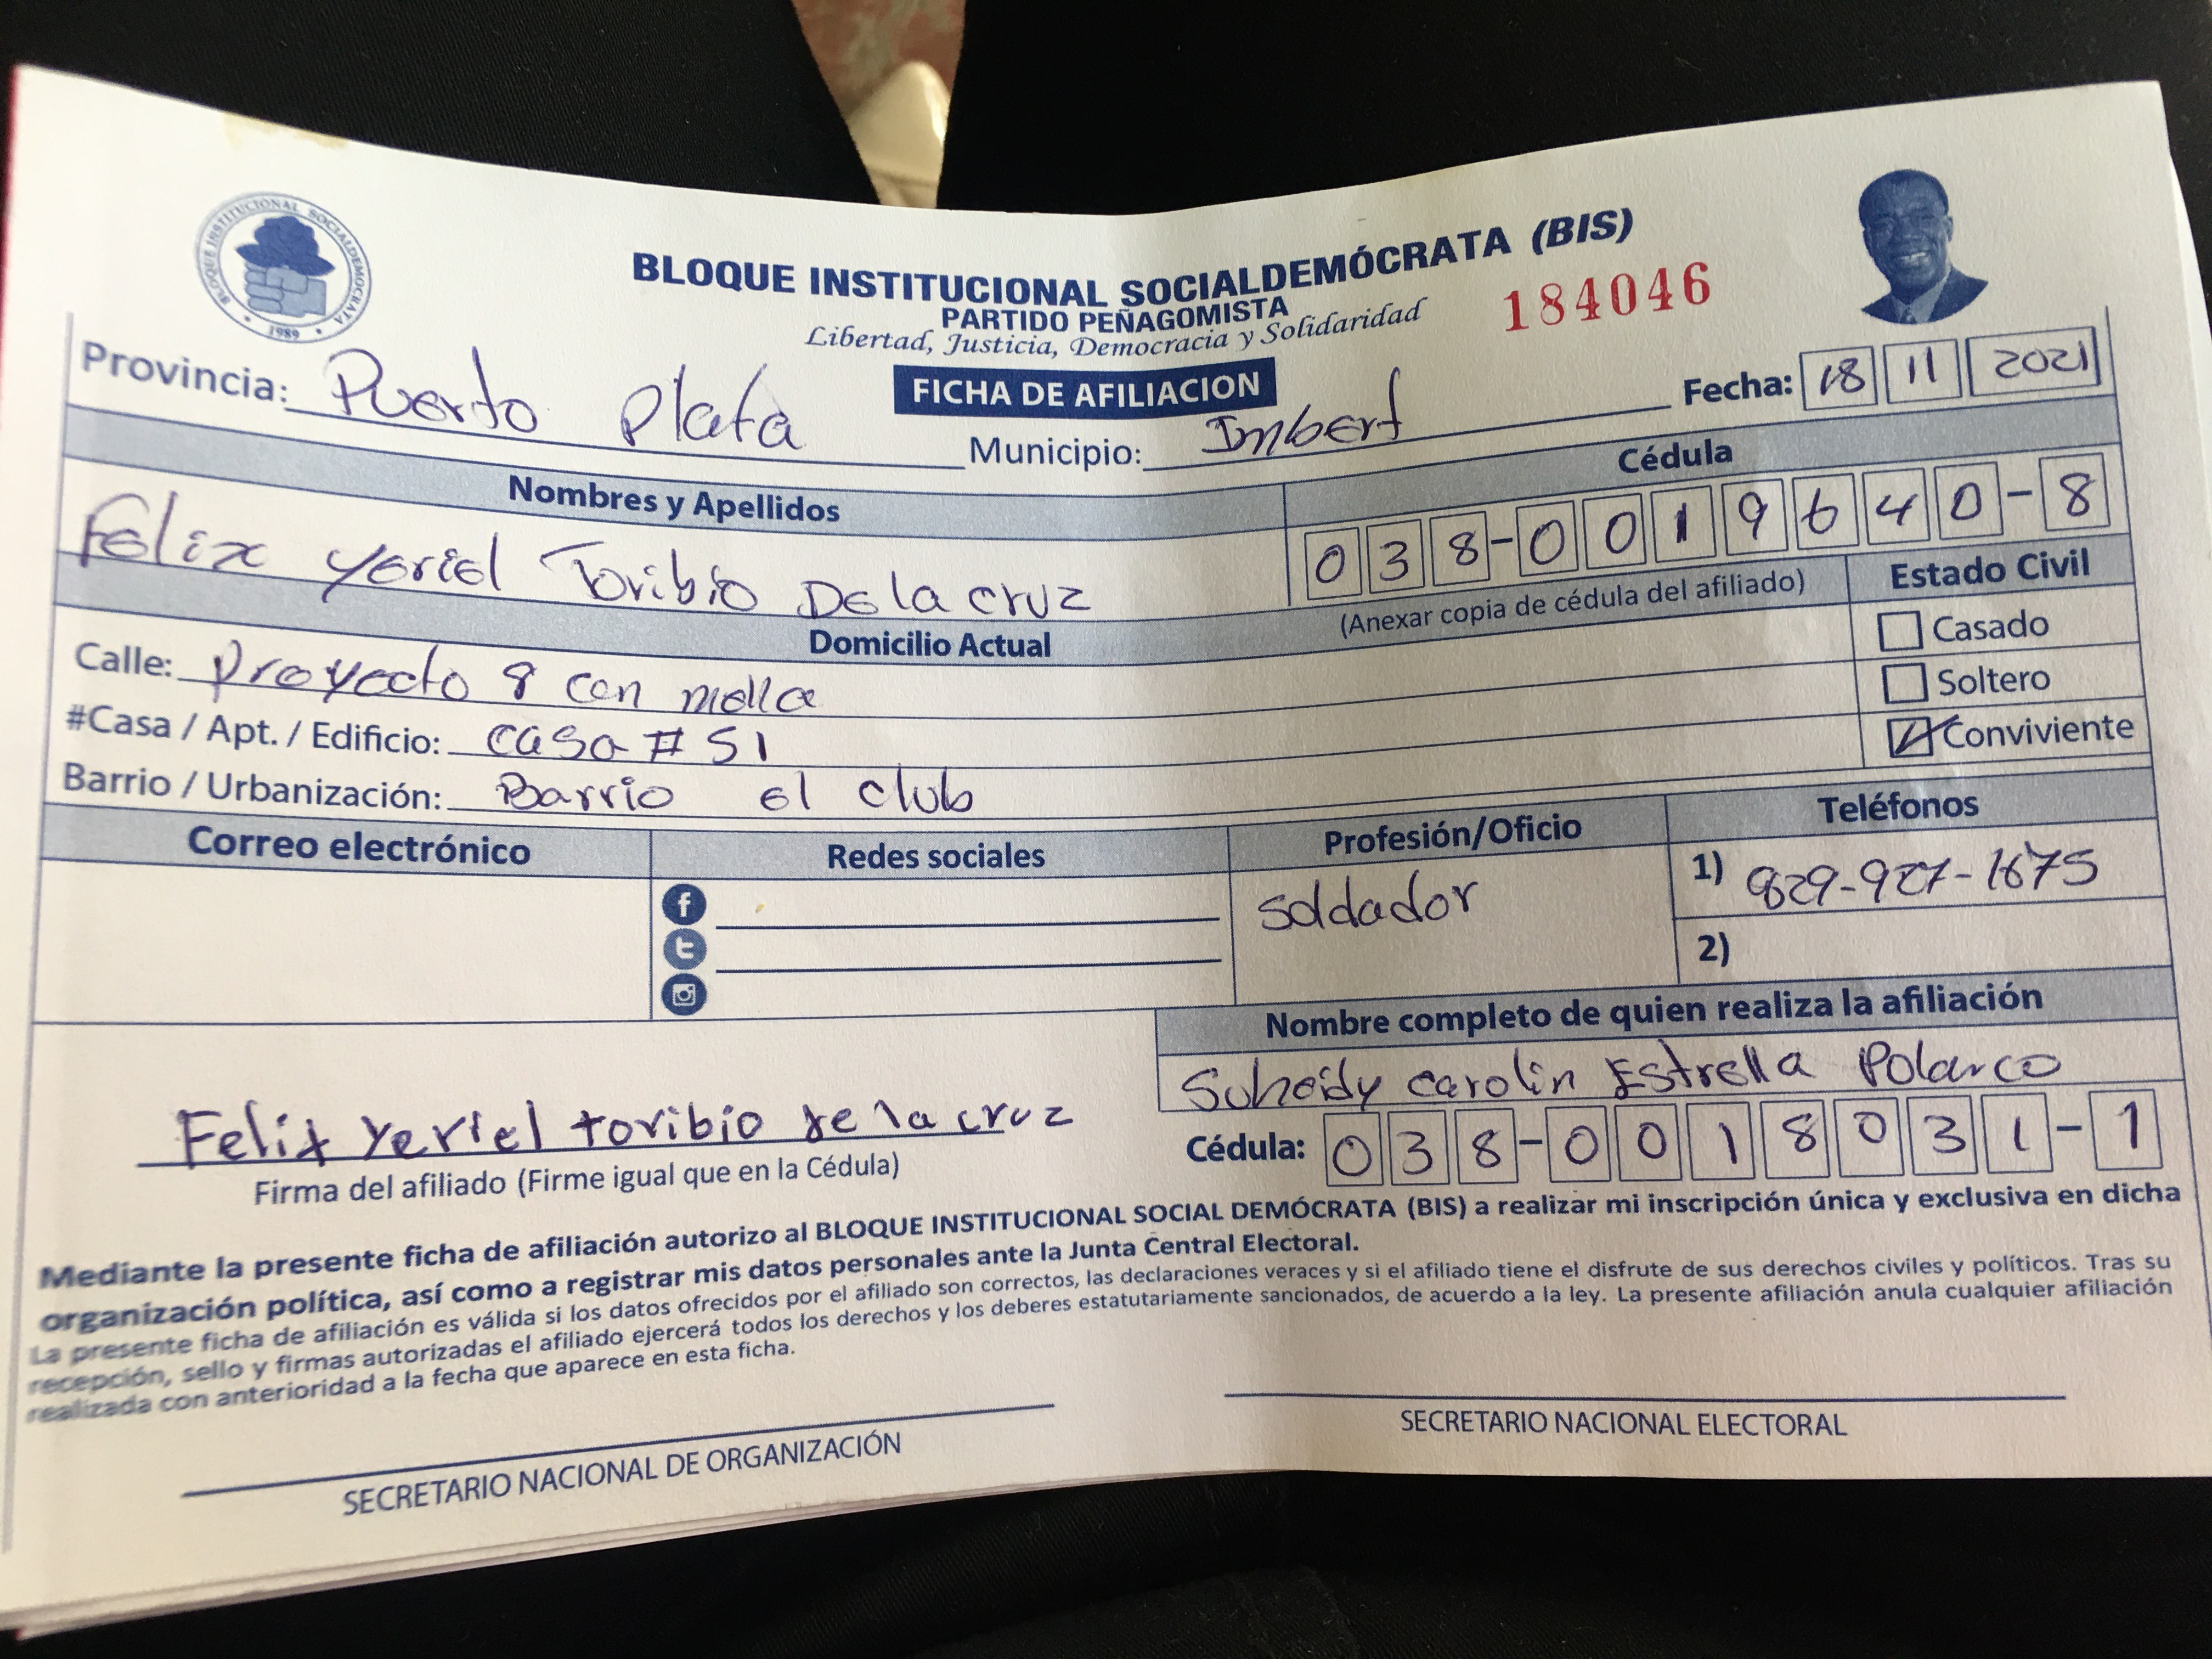 BLOQUE INSTITUCIONAL SOCIALDEMOCRATA
1989
BLOQUE INSTITUCIONAL SOCIALDEMÓCRATA (BIS)
PARTIDO PEÑAGOMISTA
Libertad, Justicia, Democracia y Solidaridad
184046
FICHA DE AFILIACION
Fecha: 18 11 2021
Provincia: Puerto Plata Municipio: Imbert
Nombres y Apellidos Cédula
Felix Yeriel Toribio De la cruz 038-0019640-8
(Anexar copia de cédula del afiliado)
Estado Civil
Casado
Soltero
Conviviente
Domicilio Actual
Calle: Proyecto 8 con mella
#Casa / Apt. / Edificio: casa # 51
Barrio / Urbanización: Barrio el club
Correo electrónico Redes sociales Profesión/Oficio Teléfonos
soldador
1) 829-927-1675
2)
Nombre completo de quien realiza la afiliación
Suheidy carolin Estrella Polanco
Cédula: 038-0018031-1
Felix Yeriel toribio de la cruz
Firma del afiliado (Firme igual que en la Cédula)
Mediante la presente ficha de afiliación autorizo al BLOQUE INSTITUCIONAL SOCIAL DEMÓCRATA (BIS) a realizar mi inscripción única y exclusiva en dicha
organización política, así como a registrar mis datos personales ante la Junta Central Electoral.
La presente ficha de afiliación es válida si los datos ofrecidos por el afiliado son correctos, las declaraciones veraces y si el afiliado tiene el disfrute de sus derechos civiles y políticos. Tras su
recepción, sello y firmas autorizadas el afiliado ejercerá todos los derechos y los deberes estatutariamente sancionados, de acuerdo a la ley. La presente afiliación anula cualquier afiliación
realizada con anterioridad a la fecha que aparece en esta ficha.
SECRETARIO NACIONAL DE ORGANIZACIÓN
SECRETARIO NACIONAL ELECTORAL